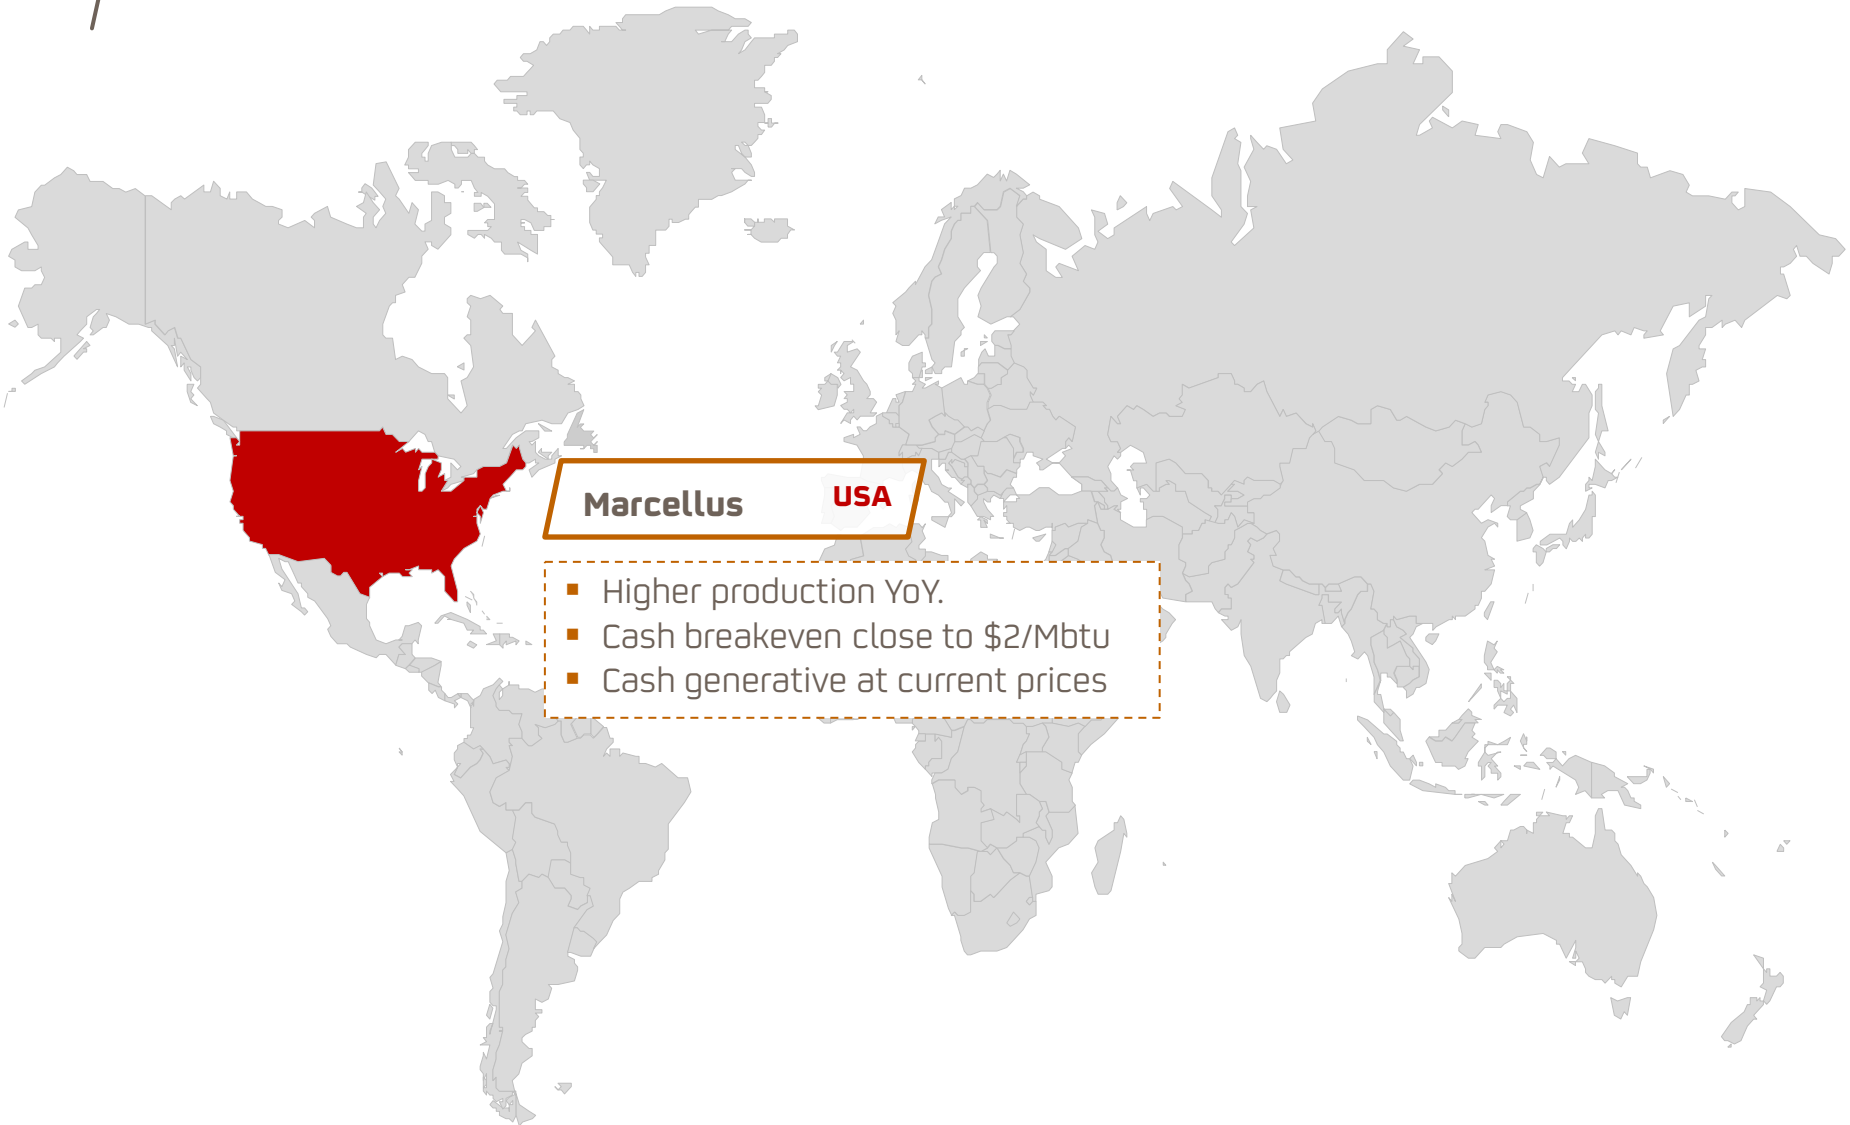 Marcellus USA
Higher production YoY.
Cash breakeven close to $2/Mbtu
Cash generative at current prices